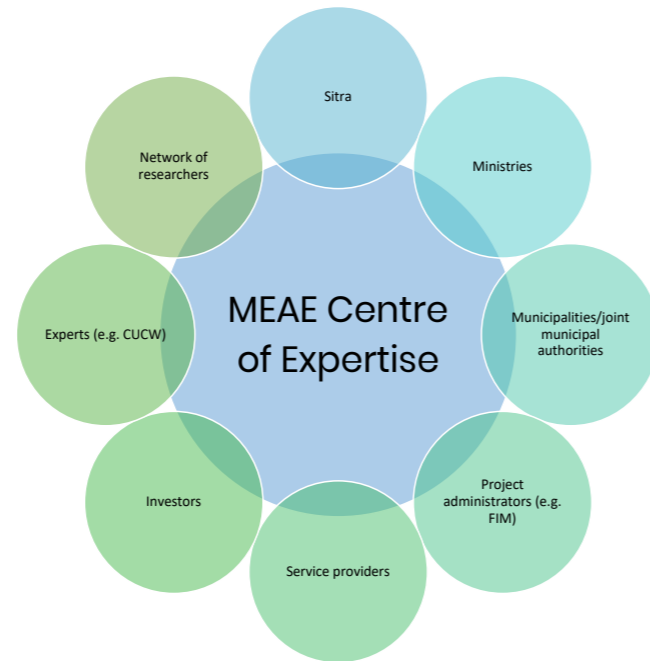 Sitra
Ministries
Municipalities/joint
municipal
authorities
Project
administrators (e.g.
FIM)
Service providers
Investors
Experts (e.g. CUCW)
Network of
researchers
MEAE Centre
of Expertise